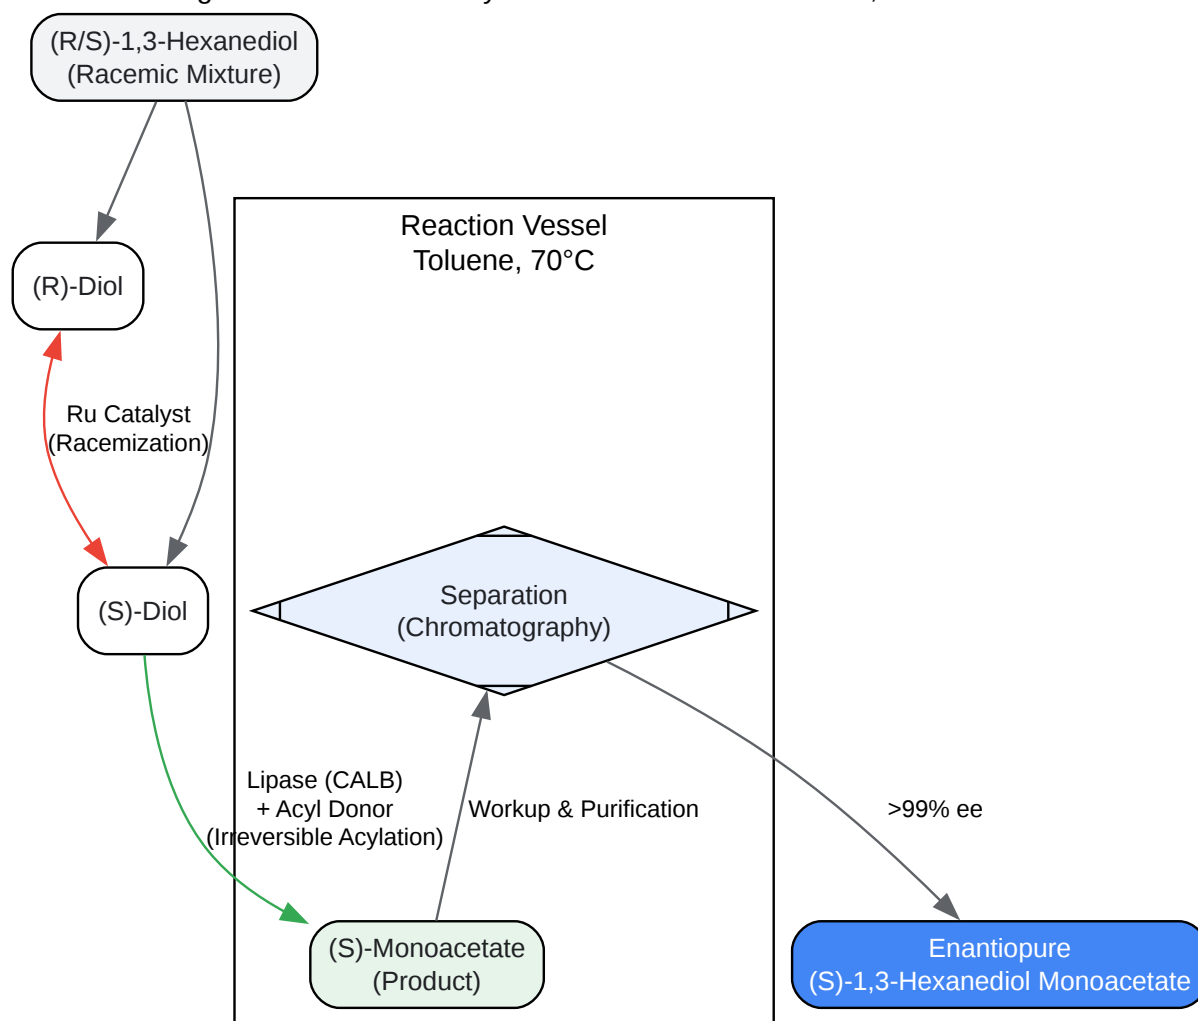 (R/S)-1,3-Hexanediol
(Racemic Mixture)
Reaction Vessel
Toluene, 70°C
(R)-Diol
Ru Catalyst
(Racemization)
(S)-Diol
Separation
(Chromatography)
Lipase (CALB)
+ Acyl Donor
(Irreversible Acylation)
Workup & Purification
>99% ee
(S)-Monoacetate
(Product)
Enantiopure
(S)-1,3-Hexanediol Monoacetate